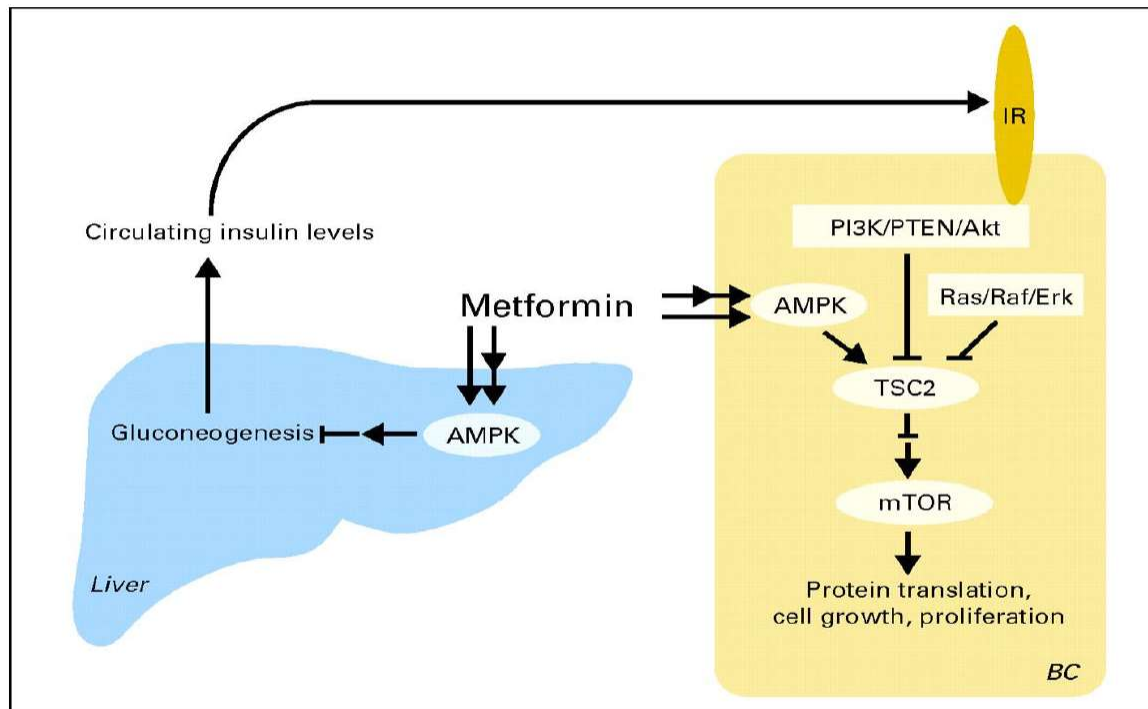 IR
Circulating insulin levels
PI3K/PTEN/Akt
Metformin
AMPK
Ras/Raf/Erk
TSC2
Gluconeogenesis
AMPK
mTOR
Liver
Protein translation,
cell growth, proliferation
BC